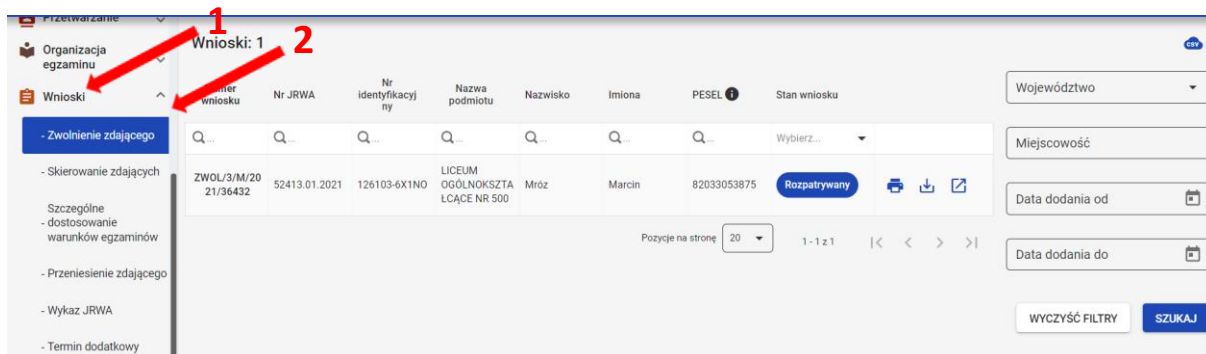 Przetwarzanie
Organizacja
egzaminu
Wnioski
- Zwolnienie zdającego
- Skierowanie zdających
Szczególne
- dostosowanie
warunków egzaminów
- Przeniesienie zdającego
- Wykaz JRWA
- Termin dodatkowy
1
2
Wnioski: 1
csv
wniosku
Nr JRWA
Nr
identyfikacyj
ny
Nazwa
podmiotu
Nazwisko
Imiona
PESEL
Stan wniosku
...
...
...
...
...
...
...
Wybierz...
ZWOL/3/M/20
21/36432
52413.01.2021
126103-6X1NO
LICEUM
OGÓLNOKSZTA
ŁCĄCE NR 500
Mróz
Marcin
82033053875
Rozpatrywany
Pozycje na stronę 20
1 - 1 z 1
Województwo
Miejscowość
Data dodania od
Data dodania do
WYCZYŚĆ FILTRY
SZUKAJ